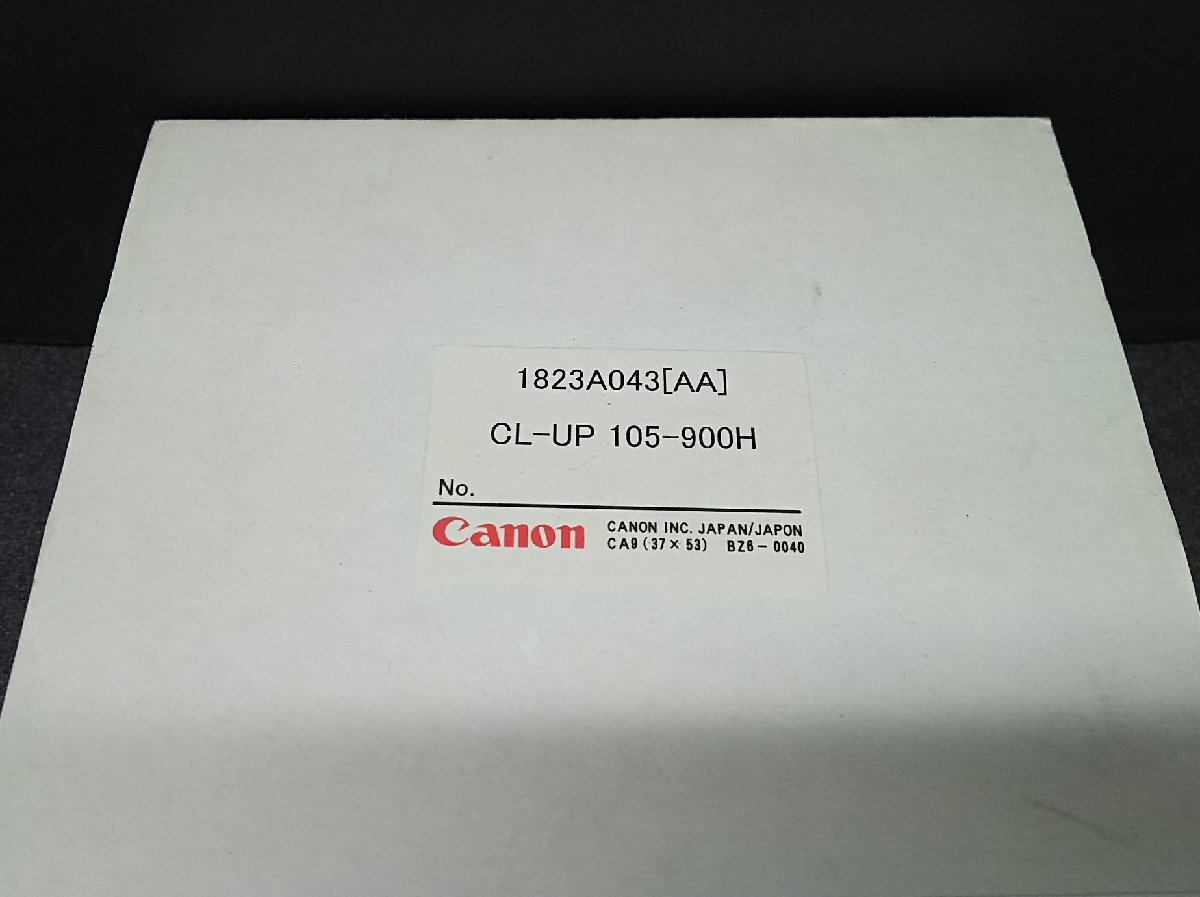 1823A043[AA]
CL-UP 105-900H
No.
Canon
CANON INC. JAPAN/JAPON
CA9 (37×53) BZ6-0040